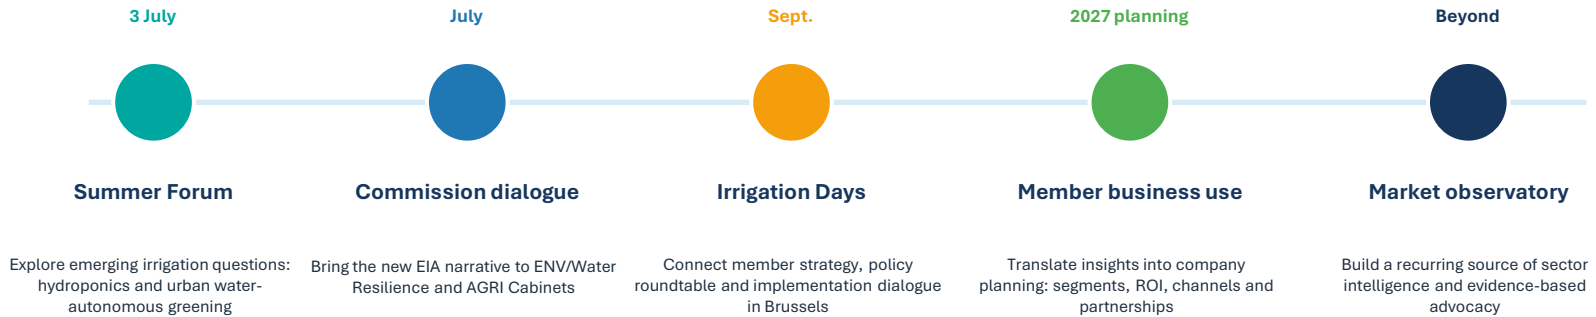 3 July
July
Sept.
2027 planning
Beyond
Summer Forum
Commission dialogue
Irrigation Days
Member business use
Market observatory
Explore emerging irrigation questions:
hydroponics and urban water-
autonomous greening
Bring the new EIA narrative to ENV/Water
Resilience and AGRI Cabinets
Connect member strategy, policy
roundtable and implementation dialogue
in Brussels
Translate insights into company
planning: segments, ROI, channels and
partnerships
Build a recurring source of sector
intelligence and evidence-based
advocacy